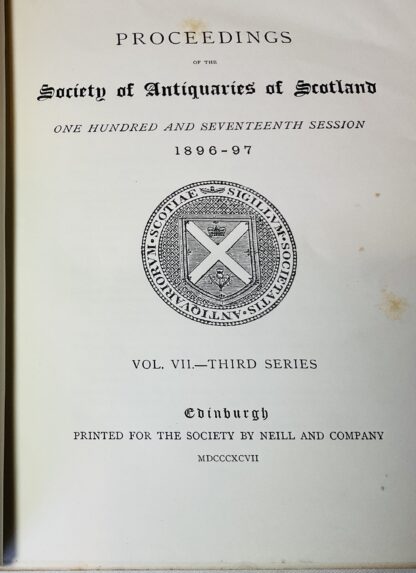 PROCEEDINGS
OF THE
Society of Antiquaries of Scotland
ONE HUNDRED AND SEVENTEENTH SESSION
1896-97
SIGILLVM · SOCIETATIS · ANTIQVARIORVM · SCOTIAE
VOL. VII.—THIRD SERIES
Edinburgh
PRINTED FOR THE SOCIETY BY NEILL AND COMPANY
MDCCCXCVII